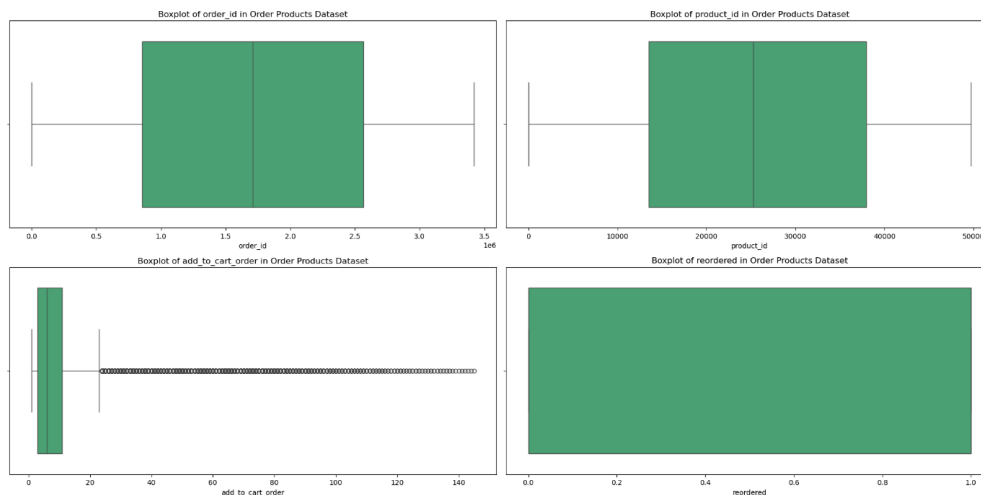 Boxplot of order_id in Order Products Dataset
0.0 0.5 1.0 1.5 2.0 2.5 3.0 3.5
1e6
order_id
Boxplot of product_id in Order Products Dataset
0 10000 20000 30000 40000 50000
product_id
Boxplot of add_to_cart_order in Order Products Dataset
0 20 40 60 80 100 120 140
add_to_cart_order
Boxplot of reordered in Order Products Dataset
0.0 0.2 0.4 0.6 0.8 1.0
reordered